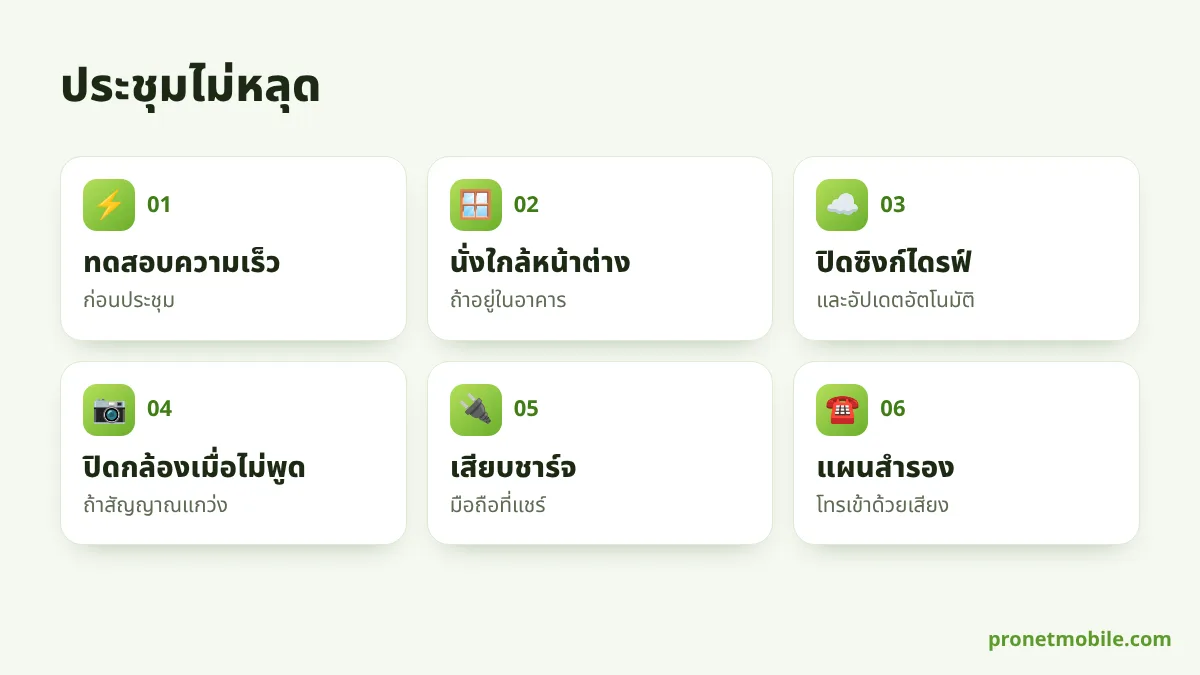 ประชุมไม่หลุด
01
ทดสอบความเร็ว
ก่อนประชุม
02
นั่งใกล้หน้าต่าง
ถ้าอยู่ในอาคาร
03
ปิดซิงก์ไดรฟ์
และอัปเดตอัตโนมัติ
04
ปิดกล้องเมื่อไม่พูด
ถ้าสัญญาณแกว่ง
05
เสียบชาร์จ
มือถือที่แชร์
06
แผนสำรอง
โทรเข้าด้วยเสียง
pronetmobile.com